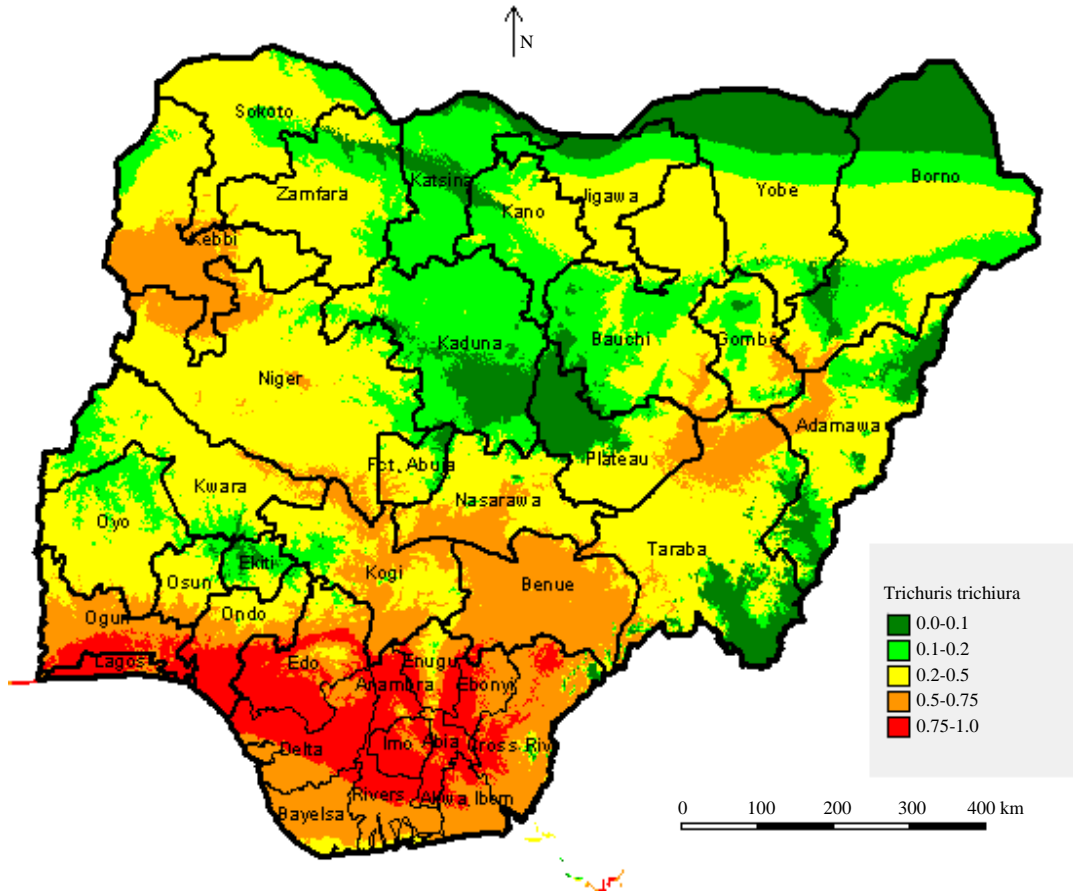 N
Sokoto
Zamfara
Katsina
Kano
Jigawa
Yobe
Borno
Kebbi
Kaduna
Bauchi
Gombe
Niger
Adamawa
Fct. Abuja
Plateau
Kwara
Nasarawa
Oyo
Ekiti
Osun
Kogi
Benue
Taraba
Ogun
Ondo
Lagos
Edo
Enugu
Anambra
Ebonyi
Delta
Imo
Abia
Cross Riv
Rivers
Akwa Ibom
Bayelsa
Trichuris trichiura
0.0-0.1
0.1-0.2
0.2-0.5
0.5-0.75
0.75-1.0
0 100 200 300 400 km